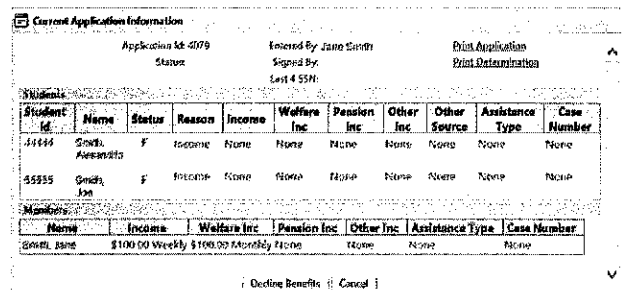 Current Application Information
Application Id: 4079 Entered By: Jane Smith Print Application
Status: Signed By: Print Determination
Last 4 SSN:
Students
Student Id Name Status Reason Income Welfare Inc Pension Inc Other Inc Other Source Assistance Type Case Number
44444 Smith, Alexandria F Income None None None None None None None
55555 Smith, Jon F Income None None None None None None None
Members
Name Income Welfare Inc Pension Inc Other Inc Assistance Type Case Number
Smith, Jane $100.00 Weekly $100.00 Monthly None None None None
Decline Benefits Cancel